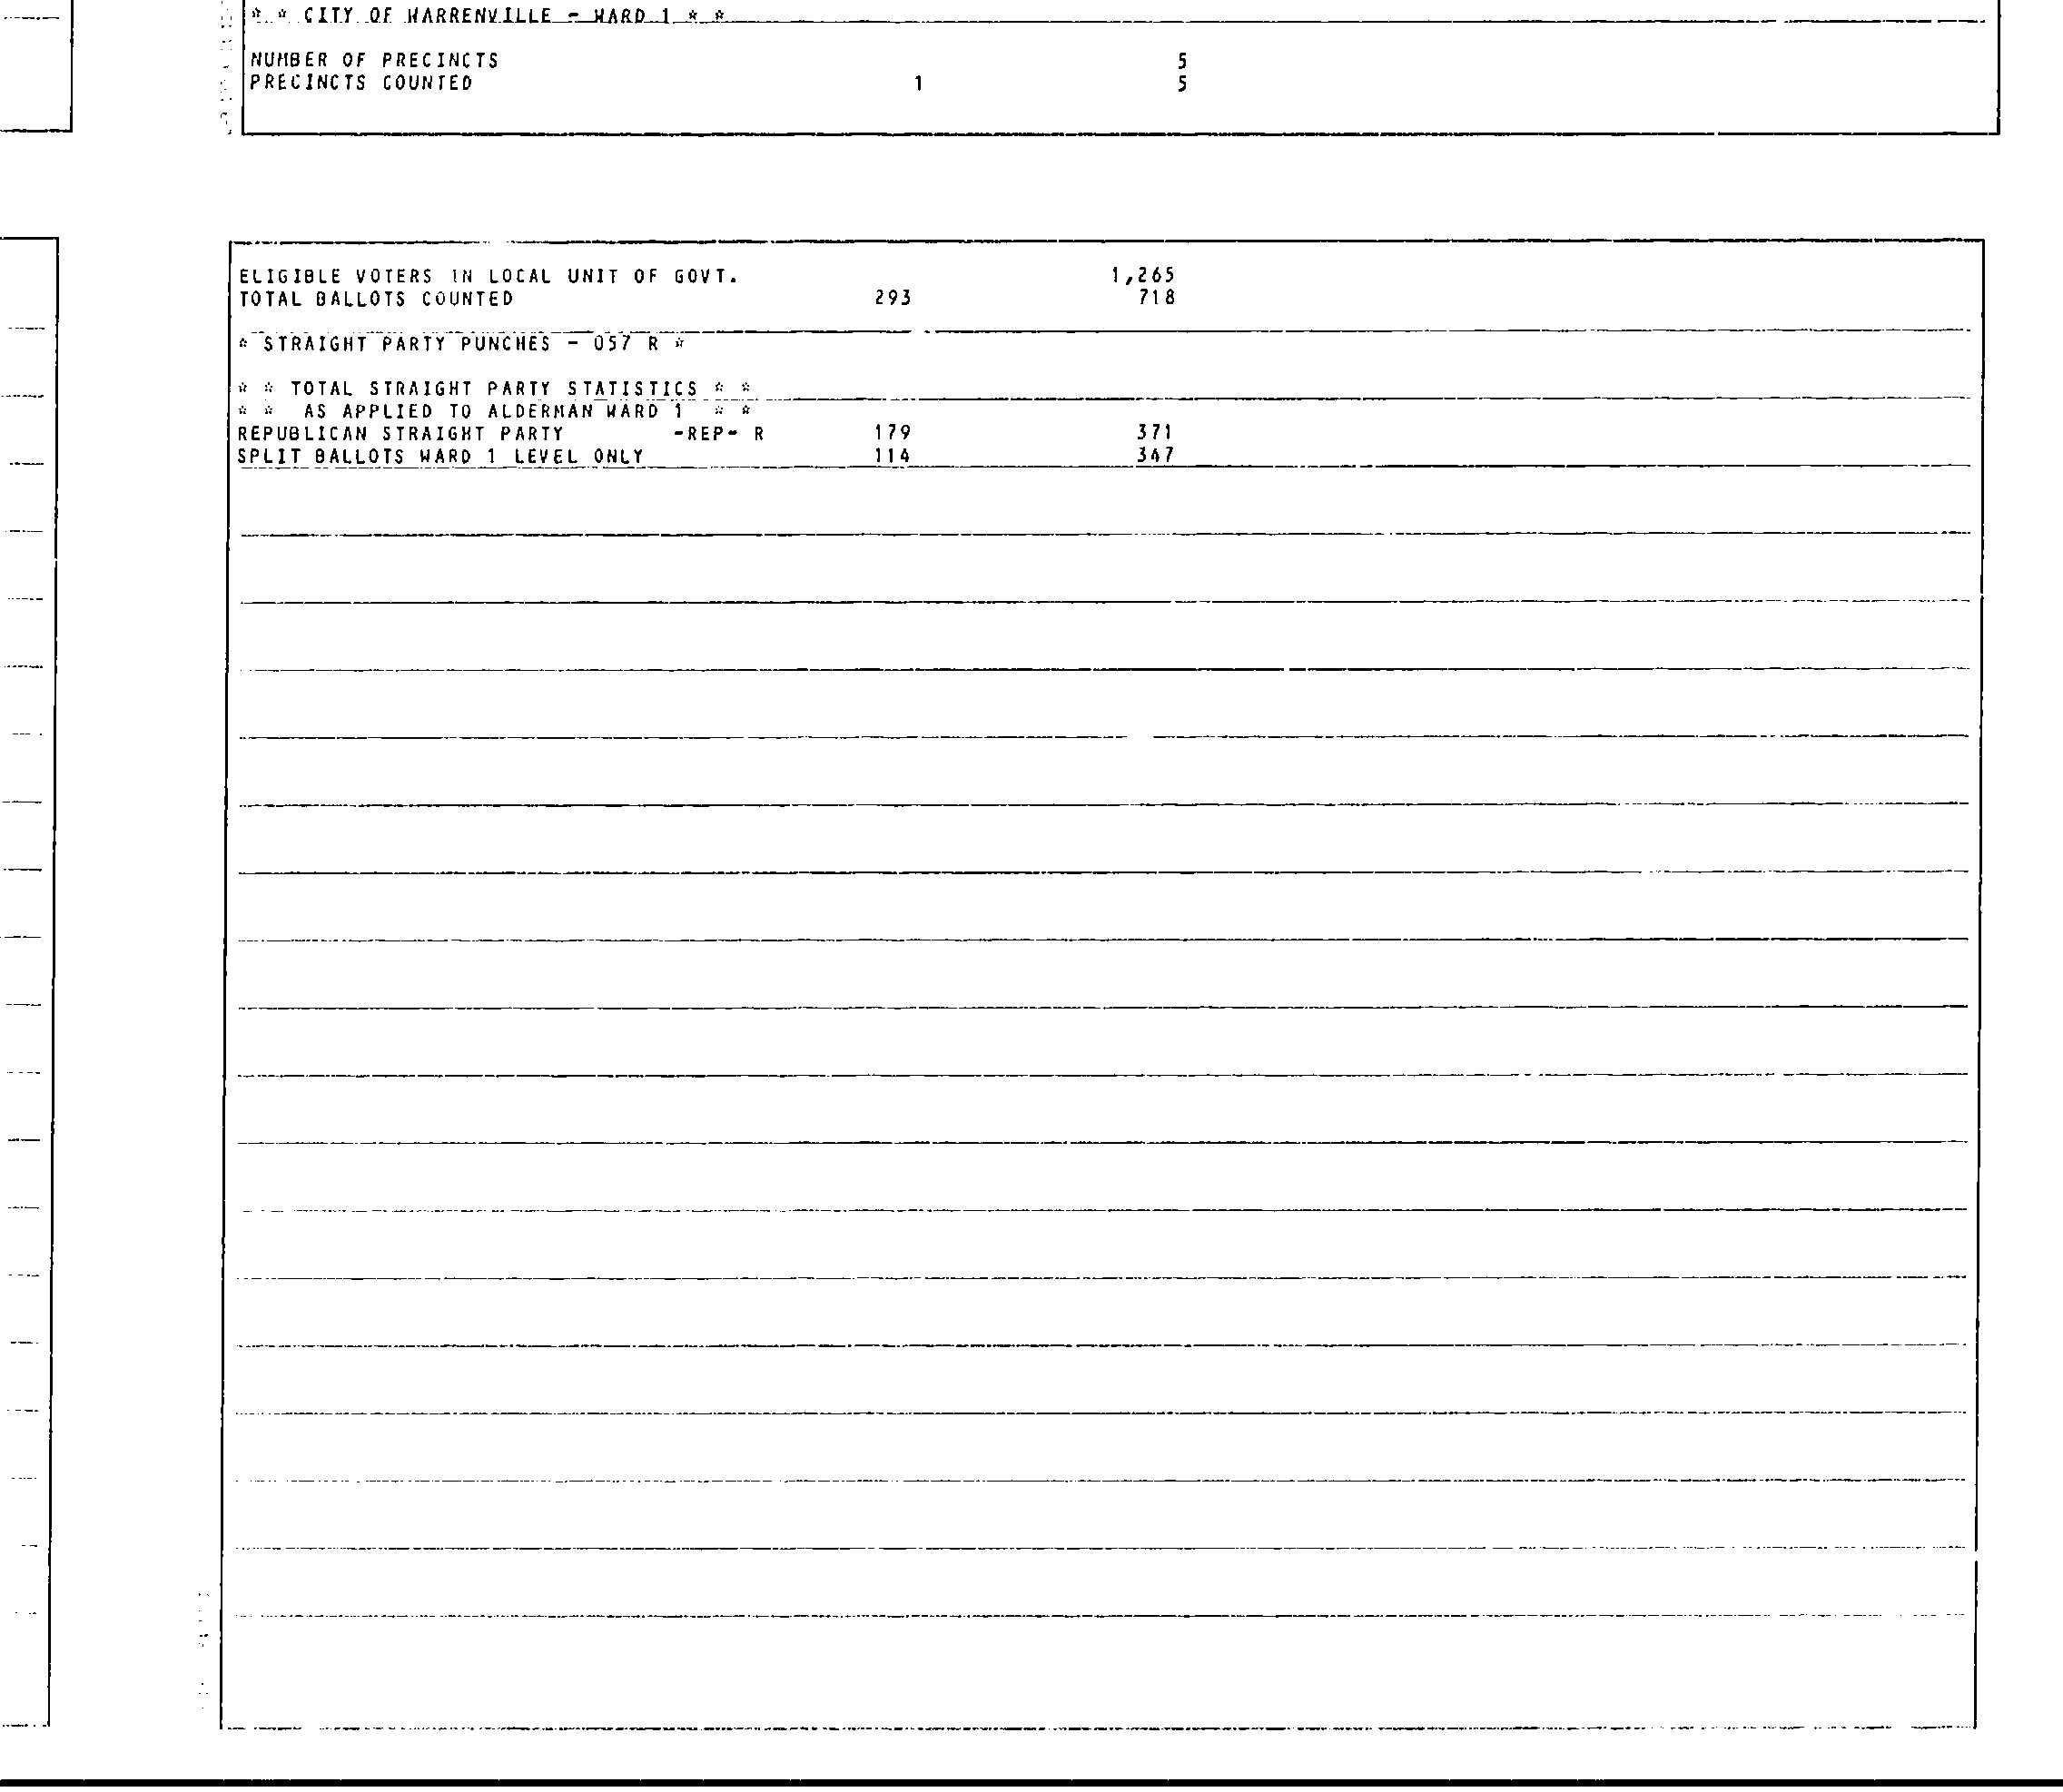 * * CITY OF WARRENVILLE - WARD 1 * *
NUMBER OF PRECINCTS 5
PRECINCTS COUNTED 1 5
ELIGIBLE VOTERS IN LOCAL UNIT OF GOVT. 1,265
TOTAL BALLOTS COUNTED 293 718
* STRAIGHT PARTY PUNCHES - 057 R *
* * TOTAL STRAIGHT PARTY STATISTICS * *
* * AS APPLIED TO ALDERMAN WARD 1 * *
REPUBLICAN STRAIGHT PARTY -REP- R 179 371
SPLIT BALLOTS WARD 1 LEVEL ONLY 114 347